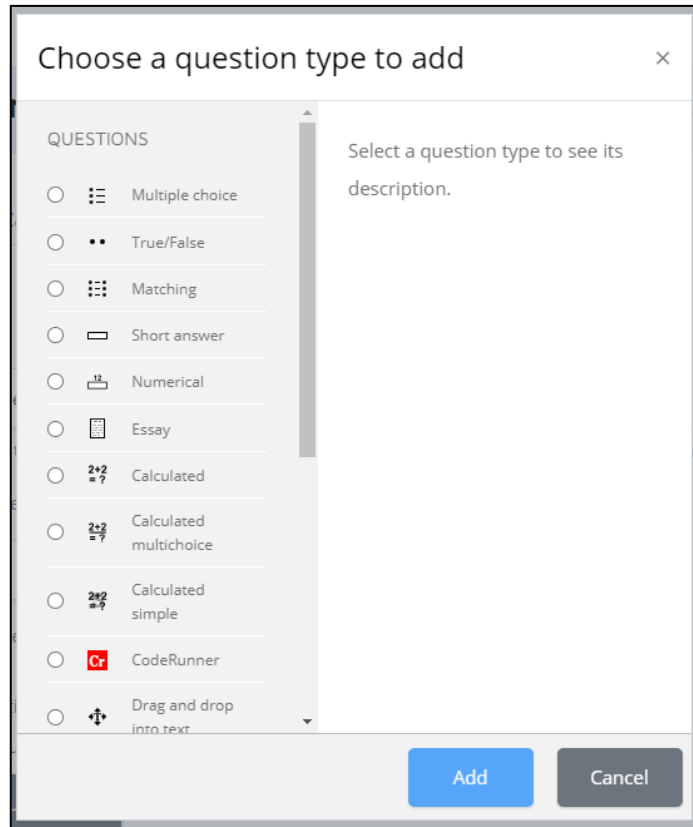 Choose a question type to add
×
QUESTIONS
Select a question type to see its
description.
Multiple choice
True/False
Matching
Short answer
12
Numerical
Essay
2+2
= ?
Calculated
2+2
= ?
Calculated
multichoice
2+2
= ?
Calculated
simple
Cr
CodeRunner
Drag and drop
into text
Add
Cancel